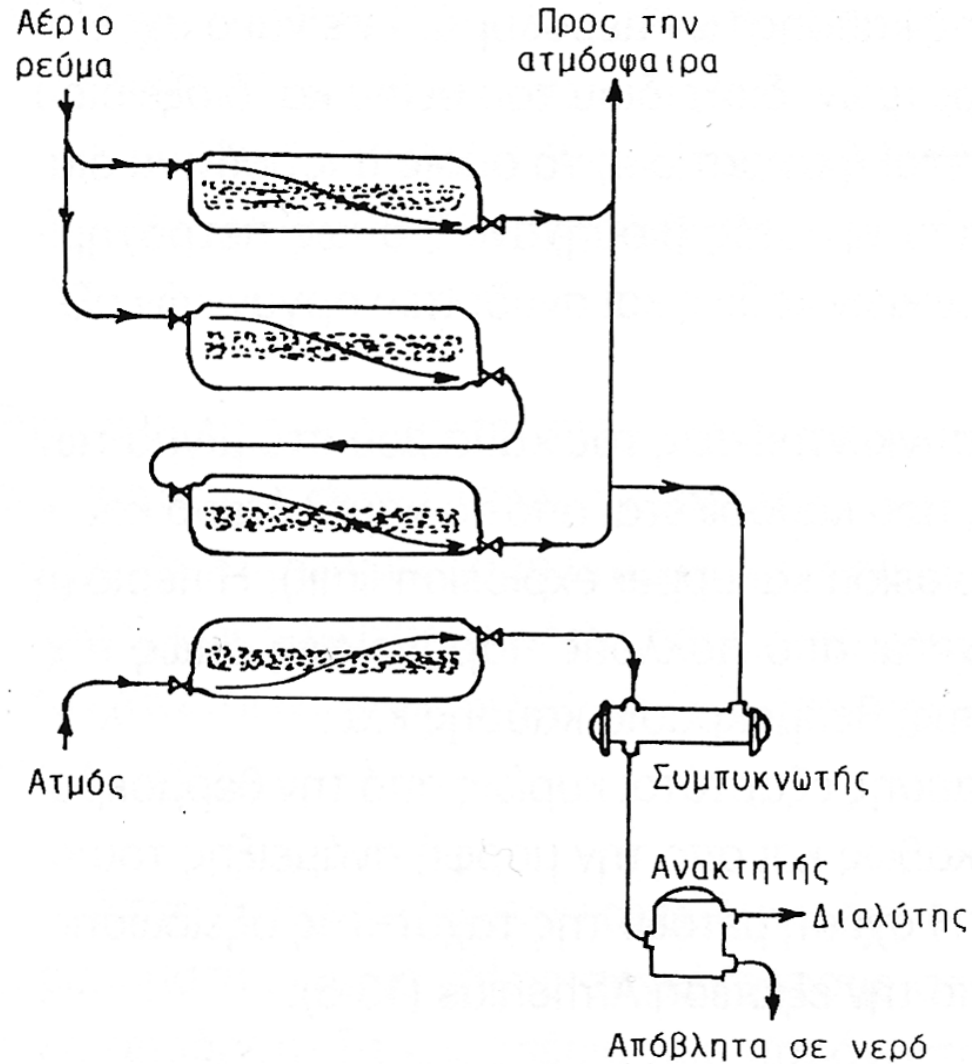 Αέριο
ρεύμα
Προς την
ατμόσφαιρα
Ατμός
Συμπυκνωτής
Ανακτητής
Διαλύτης
Απόβλητα σε νερό